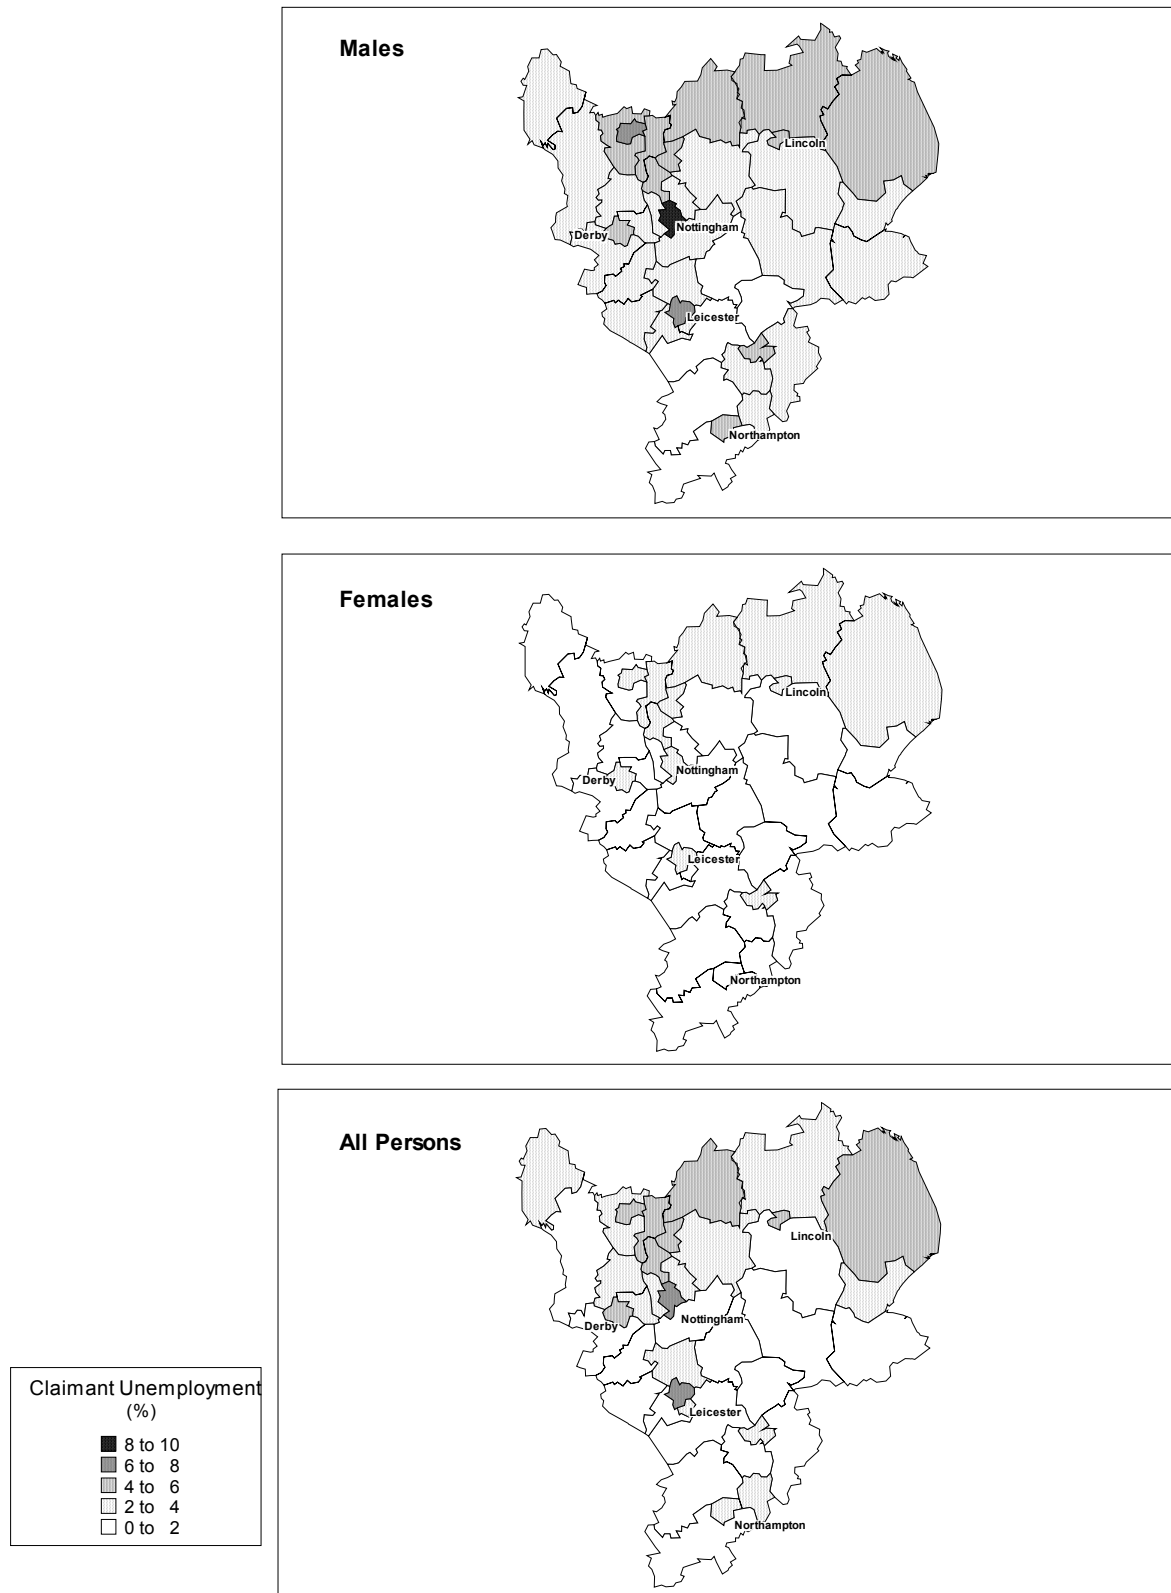 Males
Lincoln
Derby
Nottingham
Leicester
Northampton
Females
Lincoln
Derby
Nottingham
Leicester
Northampton
All Persons
Lincoln
Derby
Nottingham
Leicester
Northampton
Claimant Unemployment
(%)
8 to 10
6 to 8
4 to 6
2 to 4
0 to 2